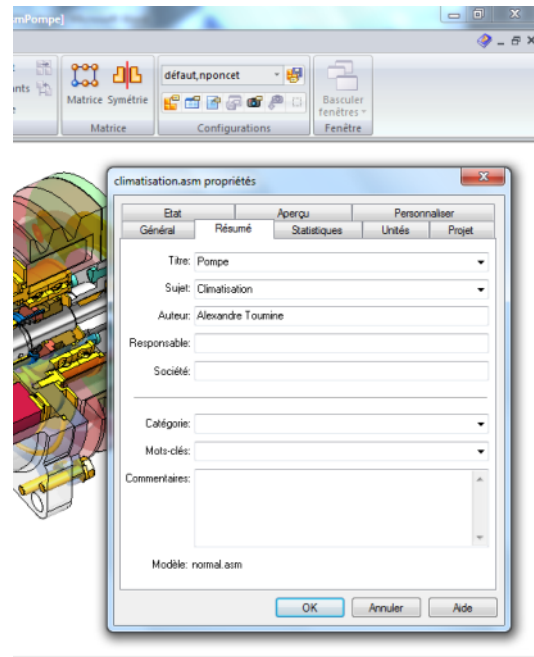 mPompe]
nts
Matrice Symétrie
défaut,nponcet
Basculer
fenêtres
Matrice
Configurations
Fenêtre
climatisation.asm propriétés
Etat Aperçu Personnaliser
Général Résumé Statistiques Unités Projet
Titre: Pompe
Sujet: Climatisation
Auteur: Alexandre Toumine
Responsable:
Société:
Catégorie:
Mots-clés:
Commentaires:
Modèle: normal.asm
OK Annuler Aide